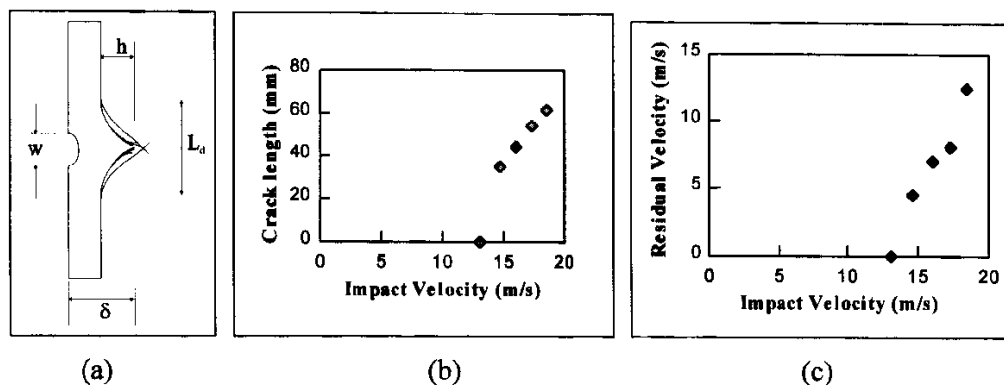 h
w
L_d
δ
(a)
Crack length (mm)
80
60
40
20
0
0 5 10 15 20
Impact Velocity (m/s)
(b)
Residual Velocity (m/s)
15
10
5
0
0 5 10 15 20
Impact Velocity (m/s)
(c)